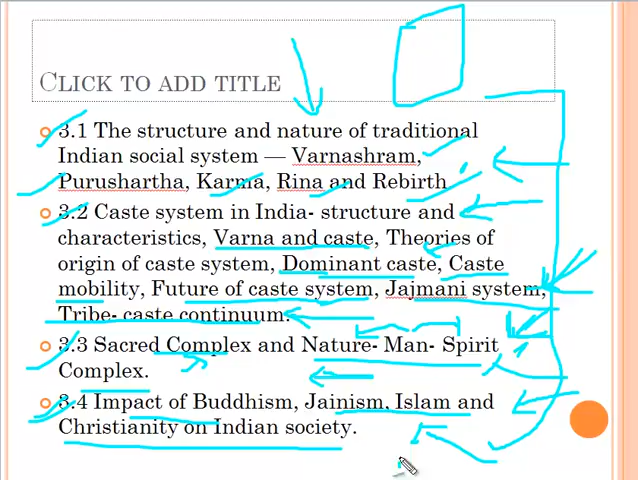 CLICK TO ADD TITLE
3.1 The structure and nature of traditional
Indian social system — Varnashram,
Purushartha, Karma, Rina and Rebirth
3.2 Caste system in India- structure and
characteristics, Varna and caste, Theories of
origin of caste system, Dominant caste, Caste
mobility, Future of caste system, Jajmani system,
Tribe- caste continuum.
3.3 Sacred Complex and Nature- Man- Spirit
Complex.
3.4 Impact of Buddhism, Jainism, Islam and
Christianity on Indian society.